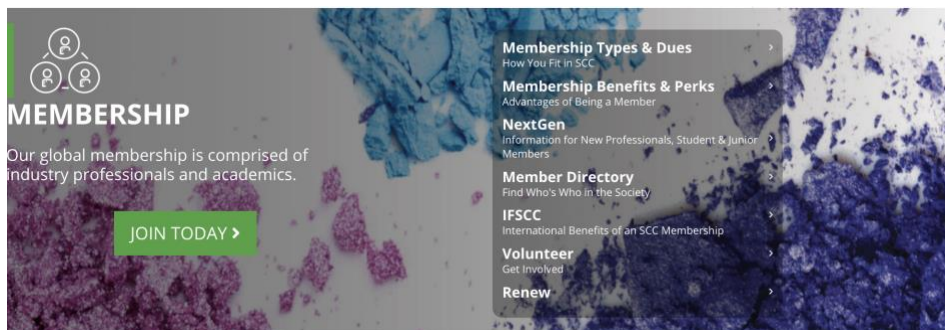 MEMBERSHIP
Our global membership is comprised of
industry professionals and academics.
JOIN TODAY
Membership Types & Dues
How You Fit in SCC
Membership Benefits & Perks
Advantages of Being a Member
NextGen
Information for New Professionals, Student & Junior
Members
Member Directory
Find Who's Who in the Society
IFSCC
International Benefits of an SCC Membership
Volunteer
Get Involved
Renew